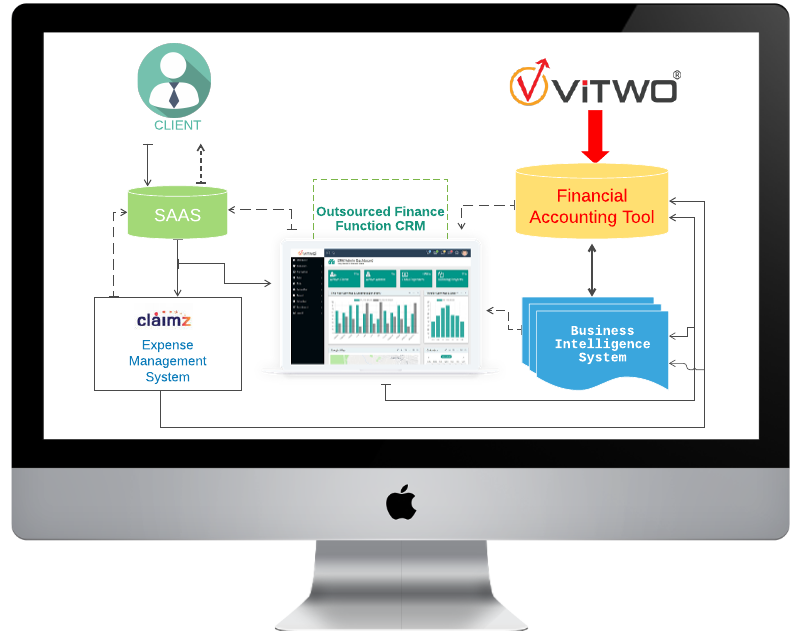 CLIENT
ViTWO®
SAAS
Outsourced Finance
Function CRM
Financial
Accounting Tool
claimz
Expense
Management
System
Business
Intelligence
System